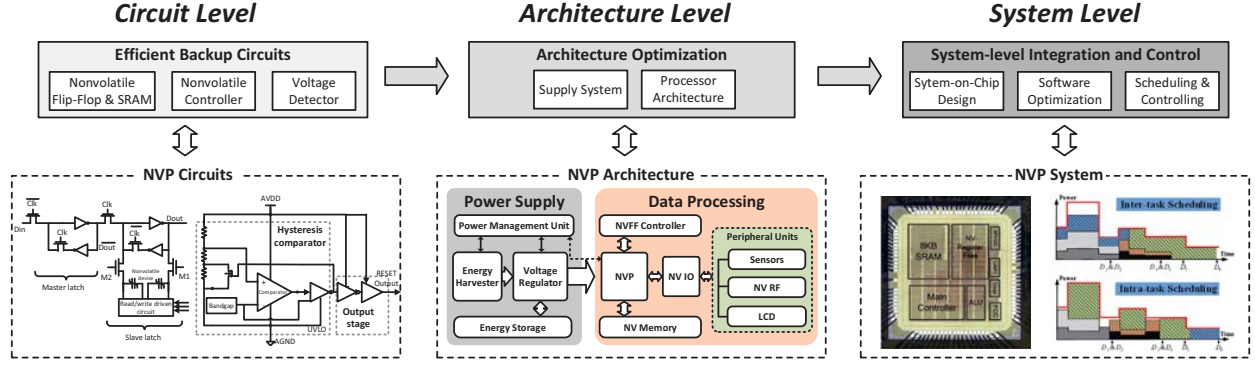 Circuit Level
Architecture Level
System Level
Efficient Backup Circuits
Nonvolatile
Flip-Flop & SRAM
Nonvolatile
Controller
Voltage
Detector
Architecture Optimization
Supply System
Processor
Architecture
System-level Integration and Control
Sytem-on-Chip
Design
Software
Optimization
Scheduling &
Controlling
NVP Circuits
Clk
Clk
Din
Clk
Clk
Dout
Dout
M2
M1
Nonvolatile
device
Master latch
Read/write driven
circuit
Slave latch
AVDD
Hysteresis
comparator
Comparator
Bandgap
RESET
Output
Output
stage
UVLO
AGND
NVP Architecture
Power Supply
Power Management Unit
Energy
Harvester
Voltage
Regulator
Energy Storage
Data Processing
NVFF Controller
NVP
NV IO
NV Memory
Peripheral Units
Sensors
NV RF
LCD
NVP System
8KB
SRAM
NV
Register
Files
Main
Controller
ALU
Power
Inter-task Scheduling
Time
Power
Intra-task Scheduling
Time